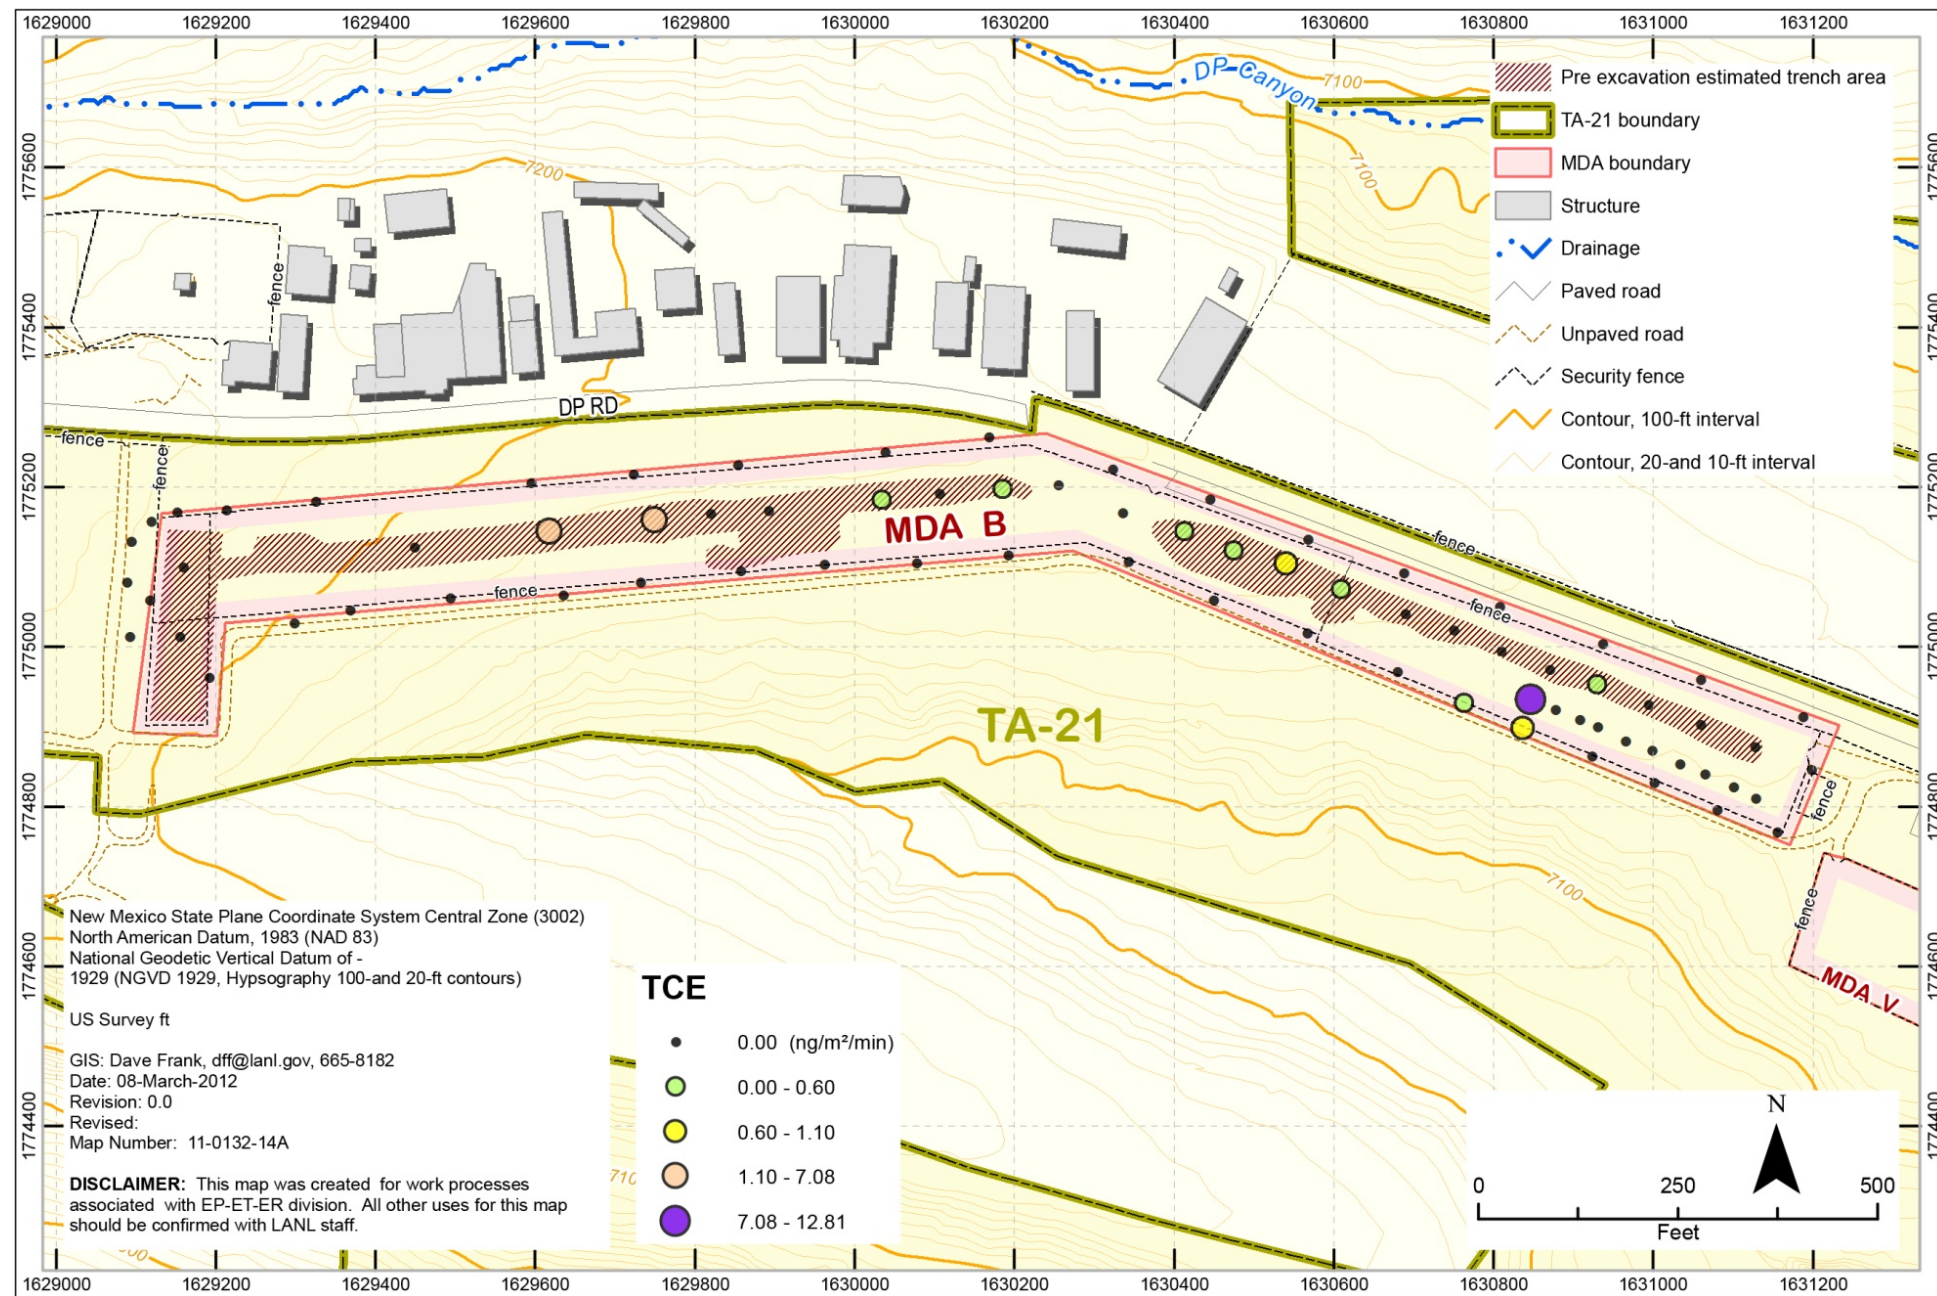 1629000 1629200 1629400 1629600 1629800 1630000 1630200 1630400 1630600 1630800 1631000 1631200
DP Canyon
7100
Pre excavation estimated trench area
TA-21 boundary
MDA boundary
Structure
Drainage
Paved road
Unpaved road
Security fence
Contour, 100-ft interval
Contour, 20-and 10-ft interval
1775600
1775600
7200
7100
fence
1775400
1775400
DP RD
fence
fence
1775200
1775200
MDA B
fence
fence
fence
1775000
1775000
TA-21
1774800
1774800
fence
7100
fence
MDA V
New Mexico State Plane Coordinate System Central Zone (3002)
North American Datum, 1983 (NAD 83)
National Geodetic Vertical Datum of -
1929 (NGVD 1929, Hypsography 100-and 20-ft contours)
US Survey ft
GIS: Dave Frank, dff@lanl.gov, 665-8182
Date: 08-March-2012
Revision: 0.0
Revised:
Map Number: 11-0132-14A
DISCLAIMER: This map was created for work processes
associated with EP-ET-ER division. All other uses for this map
should be confirmed with LANL staff.
1774600
1774600
TCE
0.00 (ng/m²/min)
0.00 - 0.60
0.60 - 1.10
1.10 - 7.08
7.08 - 12.81
1774400
1774400
N
0 250 500
Feet
1629000 1629200 1629400 1629600 1629800 1630000 1630200 1630400 1630600 1630800 1631000 1631200